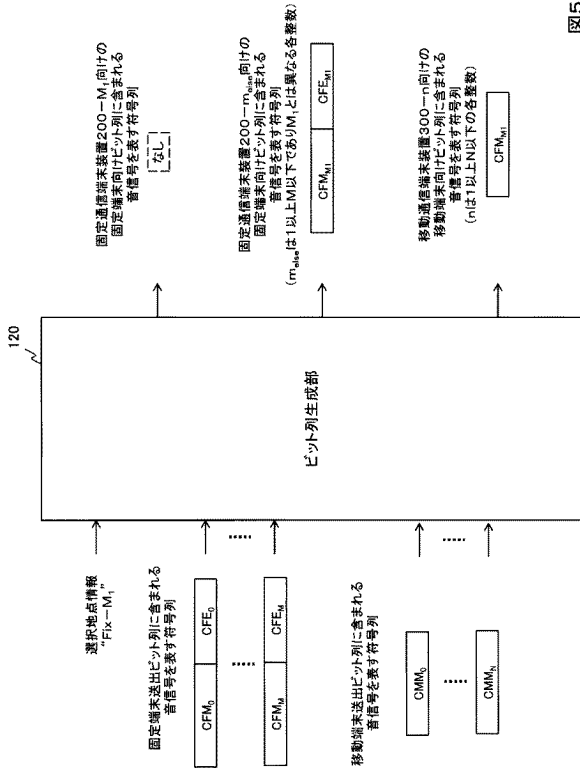 120
選択地点情報
“Fix－M₁”
固定端末送出ビット列に含まれる
音信号を表す符号列
CFM₀ CFE₀
CFM_M CFE_M
移動端末送出ビット列に含まれる
音信号を表す符号列
CMM₀
CMM_N
ビット列生成部
固定通信端末装置200－M₁向けの
固定端末向けビット列に含まれる
音信号を表す符号列
なし
固定通信端末装置200－m_else向けの
固定端末向けビット列に含まれる
音信号を表す符号列
(m_elseは1以上M以下でありM₁とは異なる各整数)
CFM_M1 CFE_M1
移動通信端末装置300－n向けの
移動端末向けビット列に含まれる
音信号を表す符号列
(nは1以上N以下の各整数)
CFM_M1
図5